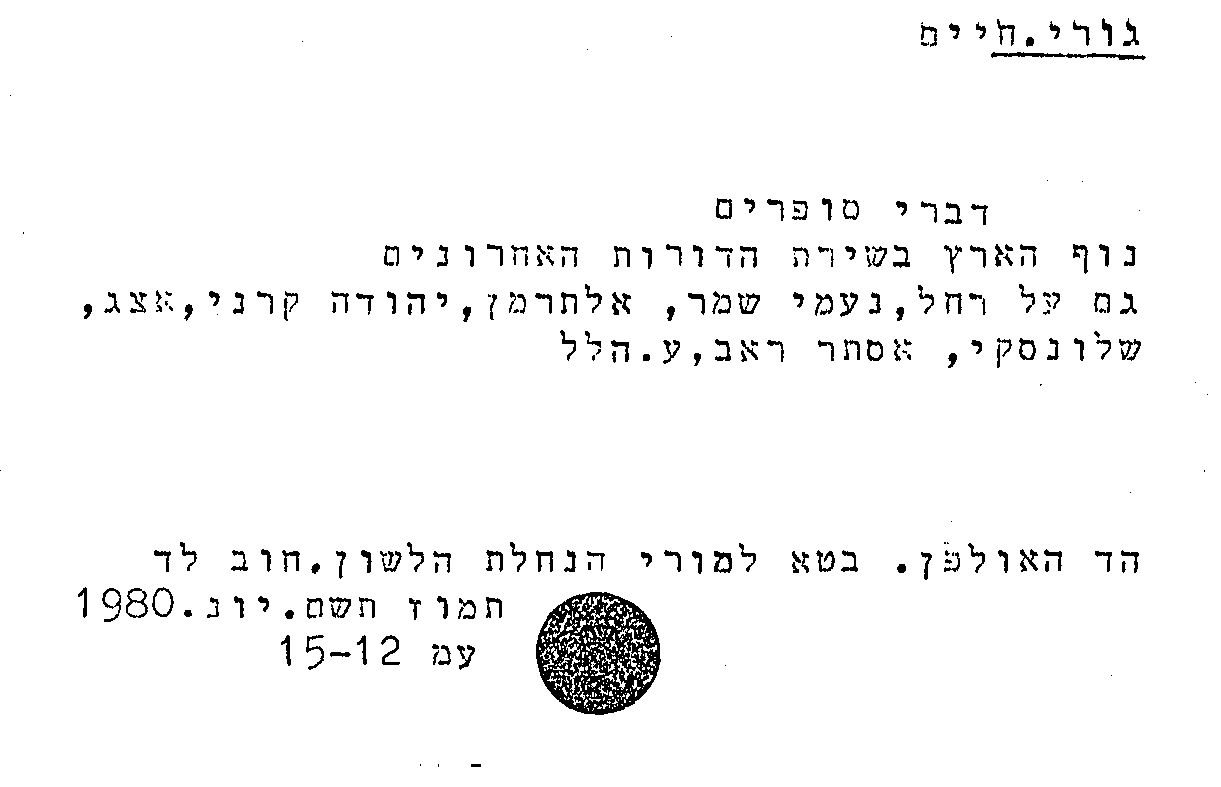 גורי.חיים
דברי סופרים
נוף הארץ בשירת הדורות האחרונים
גם על רחל,נעמי שמר, אלתרמן,יהודה קרני,אצג,
שלונסקי, אסתר ראב,ע.הלל
הד האולפן. בטא למורי הנחלת הלשון.חוב לד
תמוז תשם.יונ.1980
עמ 15-12